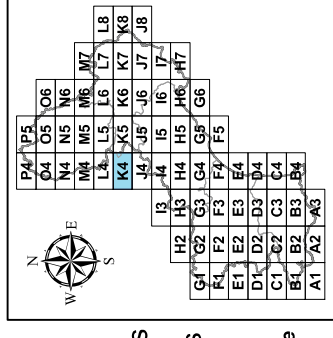 N
W E
S
P4 P5
O4 O5 O6
N4 N5 N6
M4 M5 M6 M7
L4 L5 L6 L7 L8
K4 K5 K6 K7 K8
J4 J5 J6 J7 J8
I3 I4 I5 I6 I7
H2 H3 H4 H5 H6 H7
G1 G2 G3 G4 G5 G6
F1 F2 F3 F4 F5
E1 E2 E3 E4
D1 D2 D3 D4
C1 C2 C3 C4
B1 B2 B3 B4
A1 A2 A3